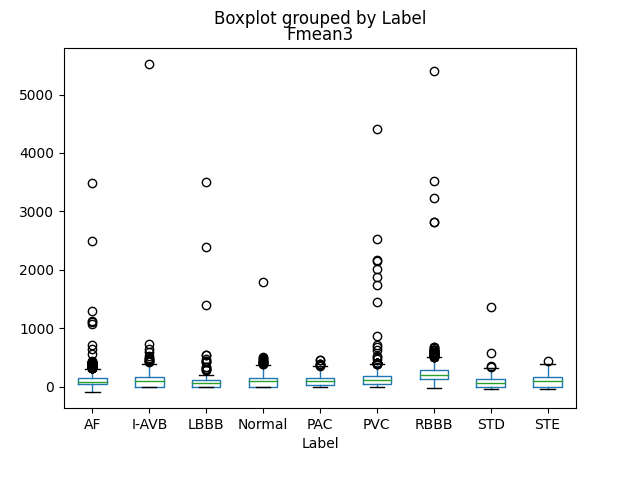 Boxplot grouped by Label
Fmean3
5000
4000
3000
2000
1000
0
AF I-AVB LBBB Normal PAC PVC RBBB STD STE
Label